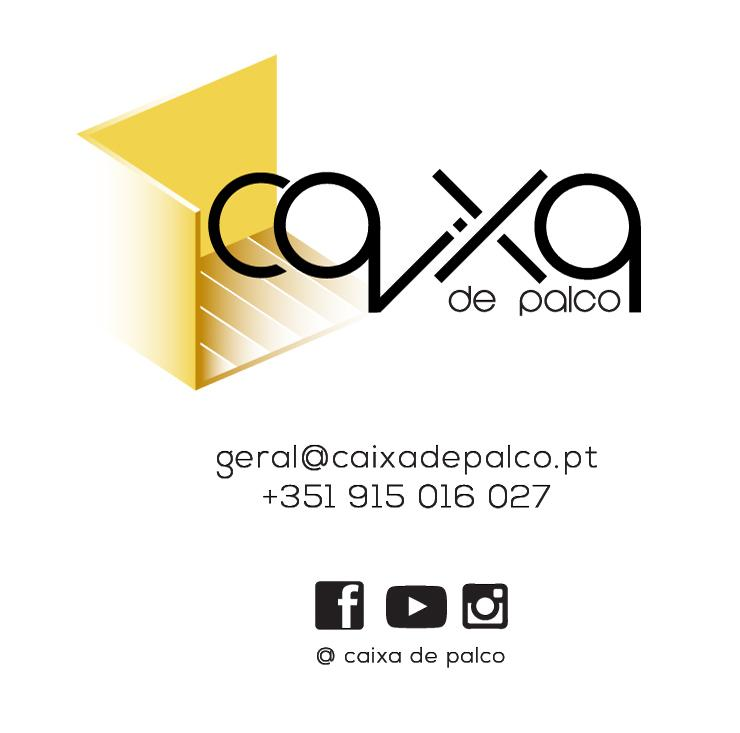 caixa
de palco
geral@caixadepalco.pt
+351 915 016 027
@ caixa de palco